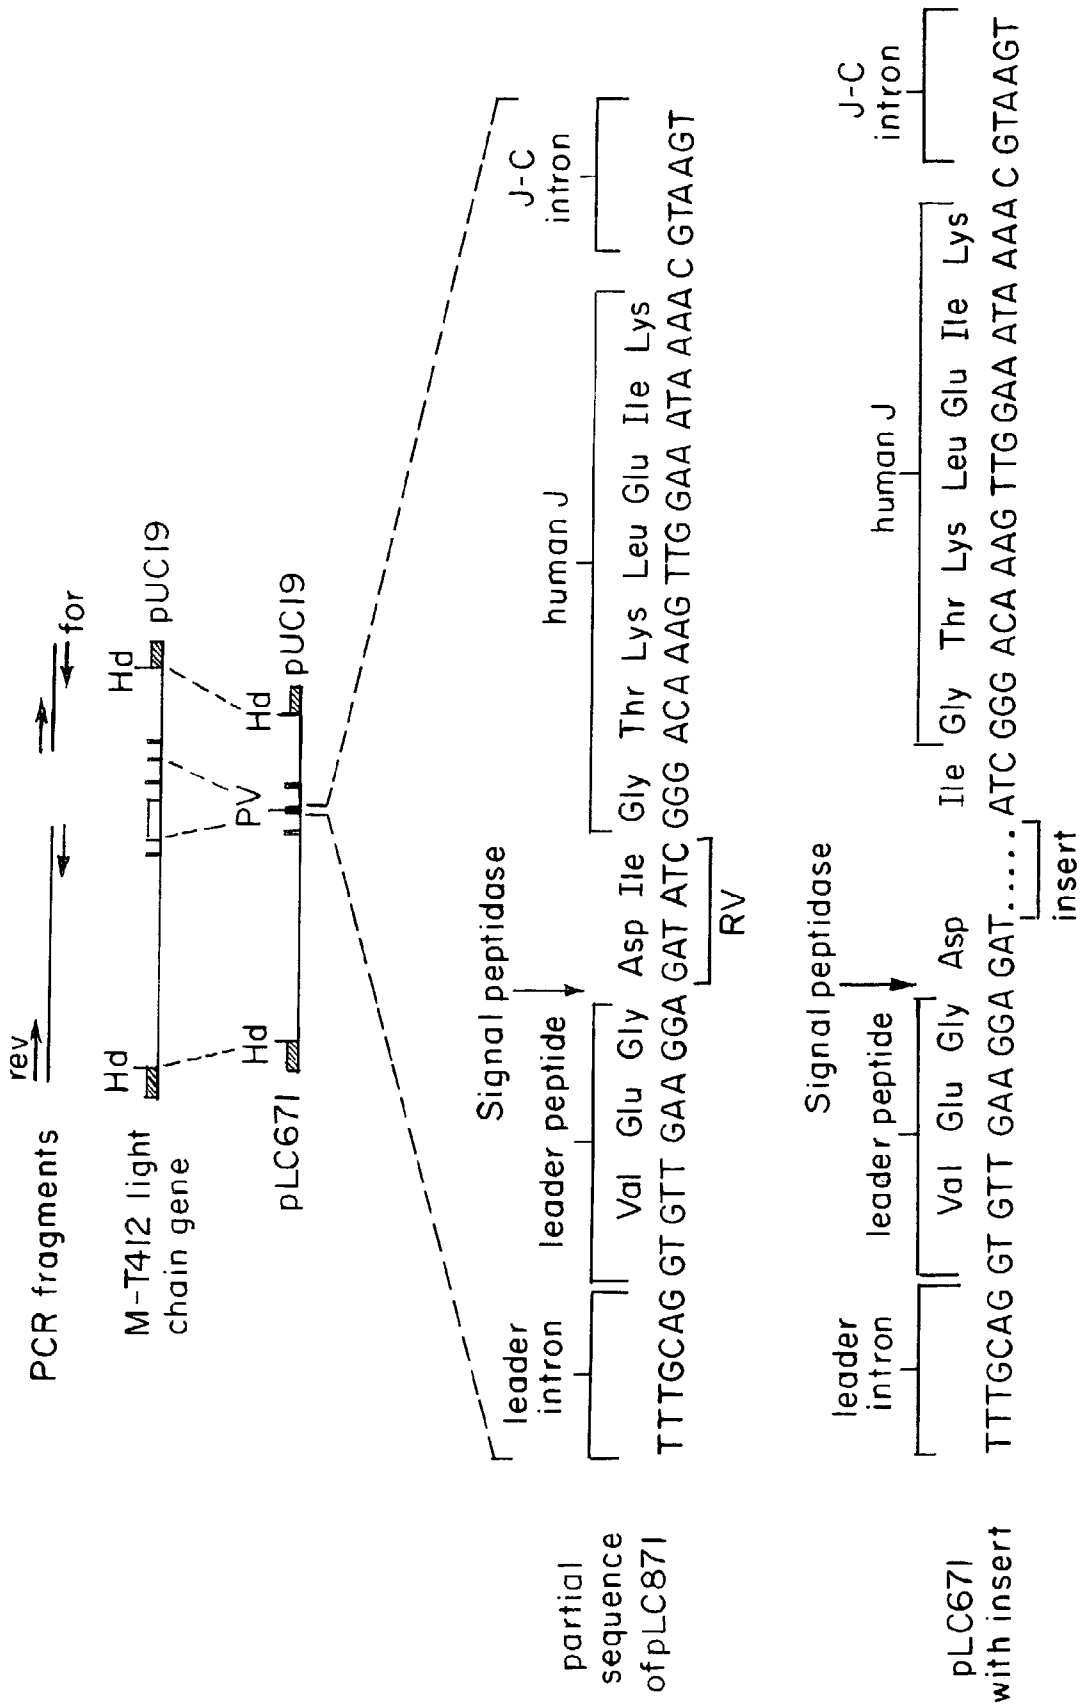 PCR fragments
rev
for
M-T412 light
chain gene
Hd
Hd
pUC19
PV
pLC671
Hd
Hd
pUC19
partial
sequence
of pLC871
leader
intron
leader peptide
Signal peptidase
human J
J-C
intron
Val Glu Gly Asp Ile Gly Thr Lys Leu Glu Ile Lys
TTTGCAG GT GTT GAA GGA GAT ATC GGG ACA AAG TTG GAA ATA AAA C GTAAGT
RV
pLC671
with insert
leader
intron
leader peptide
Signal peptidase
human J
J-C
intron
Val Glu Gly Asp Ile Gly Thr Lys Leu Glu Ile Lys
TTTGCAG GT GTT GAA GGA GAT...... ATC GGG ACA AAG TTG GAA ATA AAA C GTAAGT
insert